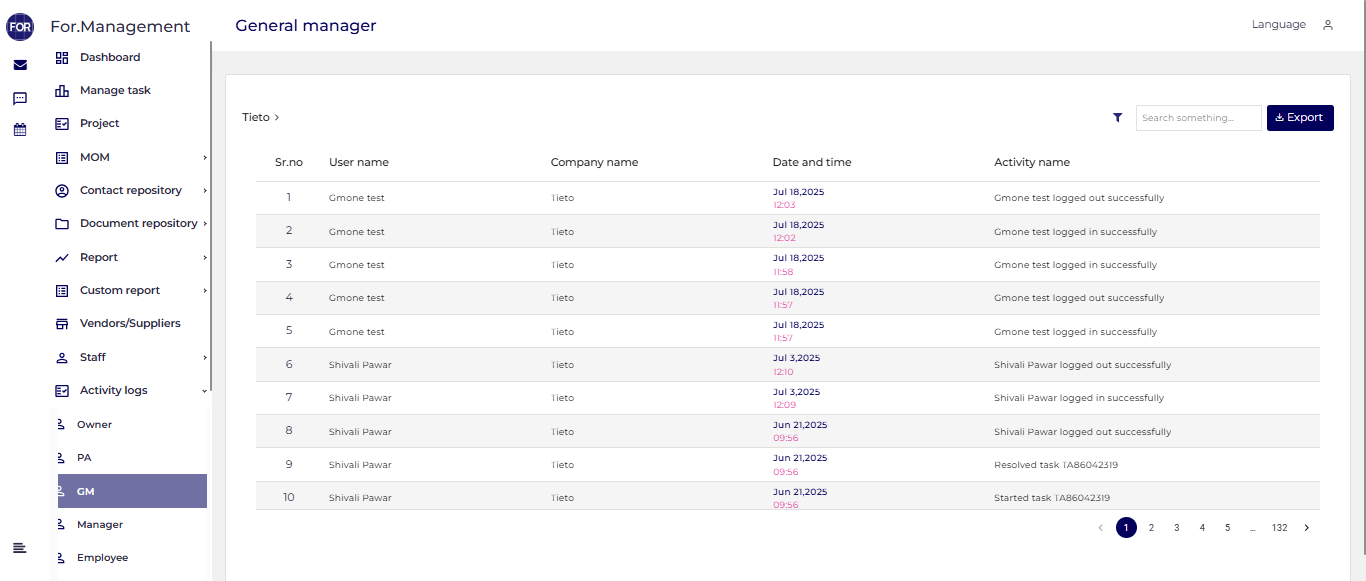 FOR
For.Management
General manager
Language
Dashboard
Manage task
Project
MOM
Contact repository
Document repository
Report
Custom report
Vendors/Suppliers
Staff
Activity logs
Owner
PA
GM
Manager
Employee
Tieto
Search something...
Export
Sr.no User name Company name Date and time Activity name
1 Gmone test Tieto Jul 18,2025 12:03 Gmone test logged out successfully
2 Gmone test Tieto Jul 18,2025 12:02 Gmone test logged in successfully
3 Gmone test Tieto Jul 18,2025 11:58 Gmone test logged in successfully
4 Gmone test Tieto Jul 18,2025 11:57 Gmone test logged out successfully
5 Gmone test Tieto Jul 18,2025 11:57 Gmone test logged in successfully
6 Shivali Pawar Tieto Jul 3,2025 12:10 Shivali Pawar logged out successfully
7 Shivali Pawar Tieto Jul 3,2025 12:09 Shivali Pawar logged in successfully
8 Shivali Pawar Tieto Jun 21,2025 09:56 Shivali Pawar logged out successfully
9 Shivali Pawar Tieto Jun 21,2025 09:56 Resolved task TA86042319
10 Shivali Pawar Tieto Jun 21,2025 09:56 Started task TA86042319
1 2 3 4 5 ... 132